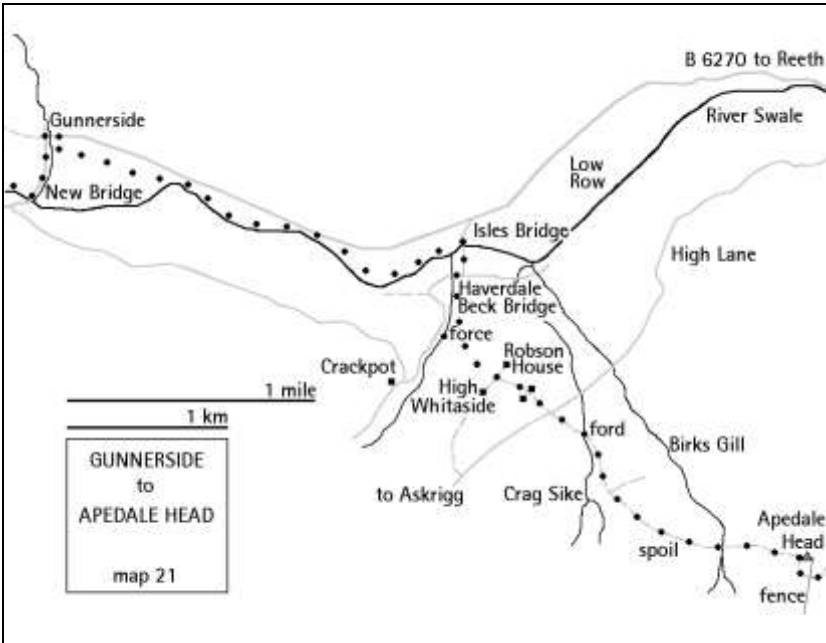 B 6270 to Reeth
Gunnerside
River Swale
Low
Row
New Bridge
Isles Bridge
High Lane
Haverdale
Beck Bridge
force
Robson
House
Crackpot
1 mile
High
Whitaside
1 km
ford
Birks Gill
GUNNERSIDE
to
APEDALE HEAD
map 21
to Askrigg
Crag Sike
Apedale
Head
spoil
fence